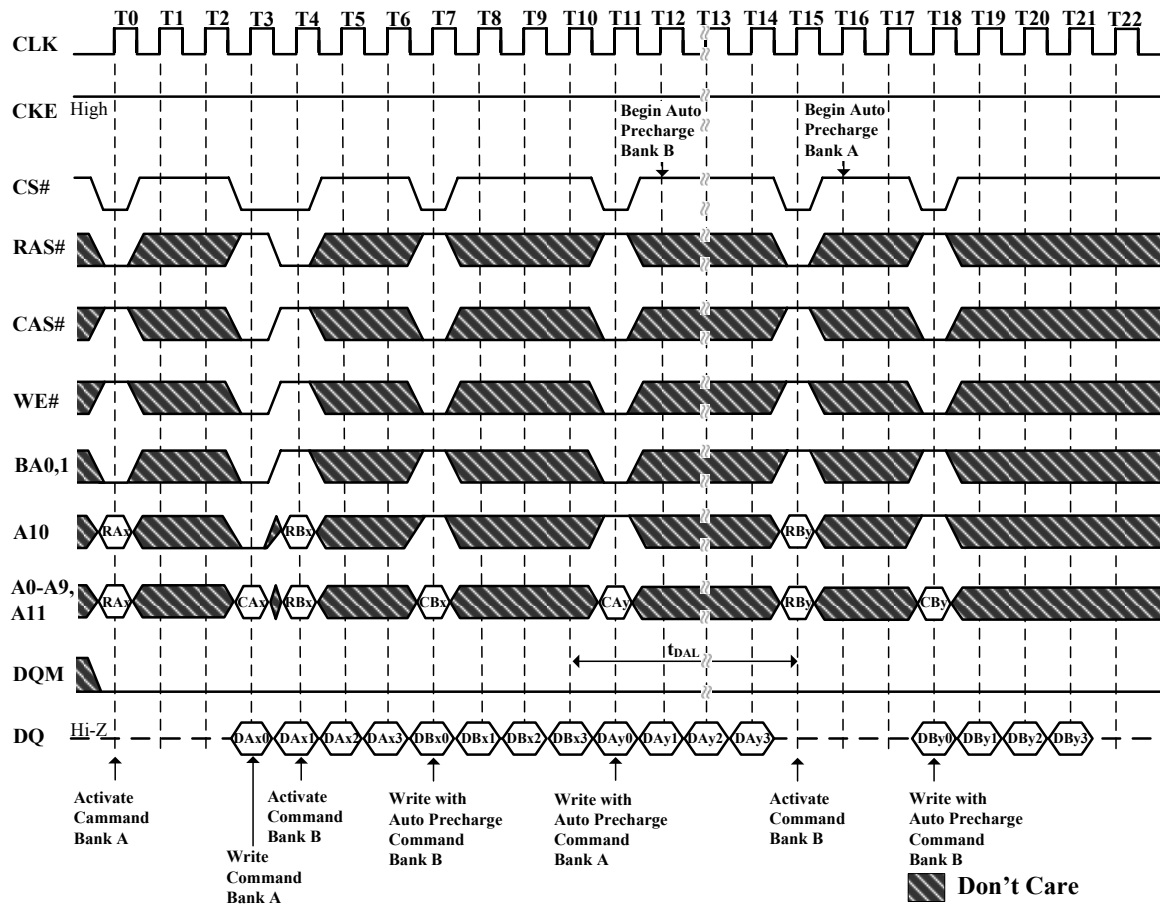 T0 T1 T2 T3 T4 T5 T6 T7 T8 T9 T10 T11 T12 T13 T14 T15 T16 T17 T18 T19 T20 T21 T22
CLK
CKE High
Begin Auto
Precharge
Bank B
Begin Auto
Precharge
Bank A
CS#
RAS#
CAS#
WE#
BA0,1
A10 RAx RBx RBy
A0-A9,
A11
RAx CAx RBx CBx CAy RBy CBy
tDAL
DQM
DQ Hi-Z DAx0 DAx1 DAx2 DAx3 DBx0 DBx1 DBx2 DBx3 DAy0 DAy1 DAy2 DAy3 DBy0 DBy1 DBy2 DBy3
Activate
Cammand
Bank A
Write
Command
Bank A
Activate
Command
Bank B
Write with
Auto Precharge
Command
Bank B
Write with
Auto Precharge
Command
Bank A
Activate
Command
Bank B
Write with
Auto Precharge
Command
Bank B
Don't Care